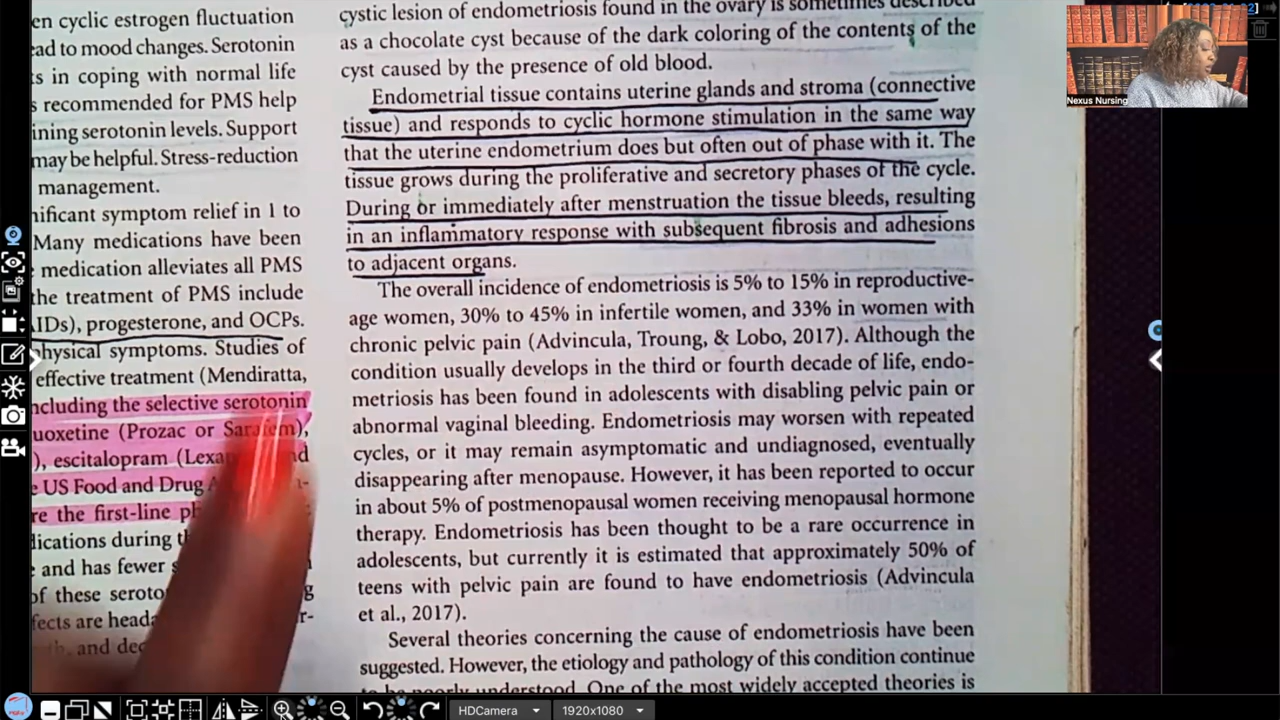 en cyclic estrogen fluctuation
ead to mood changes. Serotonin
s in coping with normal life
s recommended for PMS help
ining serotonin levels. Support
may be helpful. Stress-reduction
management.
nificant symptom relief in 1 to
Many medications have been
medication alleviates all PMS
the treatment of PMS include
IDs), progesterone, and OCPs.
hysical symptoms. Studies of
effective treatment (Mendiratta,
ncluding the selective serotonin
uoxetine (Prozac or Sarafem),
), escitalopram (Lexa
e US Food and Drug
re the first-line
lications during
and has fewer
of these
fects are
and
cystic lesion of endometriosis found in the ovary is sometimes described
as a chocolate cyst because of the dark coloring of the contents of the
cyst caused by the presence of old blood.
Endometrial tissue contains uterine glands and stroma (connective
tissue) and responds to cyclic hormone stimulation in the same way
that the uterine endometrium does but often out of phase with it. The
tissue grows during the proliferative and secretory phases of the cycle.
During or immediately after menstruation the tissue bleeds, resulting
in an inflammatory response with subsequent fibrosis and adhesions
to adjacent organs.
The overall incidence of endometriosis is 5% to 15% in reproductive-
age women, 30% to 45% in infertile women, and 33% in women with
chronic pelvic pain (Advincula, Troung, & Lobo, 2017). Although the
condition usually develops in the third or fourth decade of life, endo-
metriosis has been found in adolescents with disabling pelvic pain or
abnormal vaginal bleeding. Endometriosis may worsen with repeated
cycles, or it may remain asymptomatic and undiagnosed, eventually
disappearing after menopause. However, it has been reported to occur
in about 5% of postmenopausal women receiving menopausal hormone
therapy. Endometriosis has been thought to be a rare occurrence in
adolescents, but currently it is estimated that approximately 50% of
teens with pelvic pain are found to have endometriosis (Advincula
et al., 2017).
Several theories concerning the cause of endometriosis have been
suggested. However, the etiology and pathology of this condition continue
to be poorly understood. One of the most widely accepted theories is
Nexus Nursing
HDCamera
1920x1080